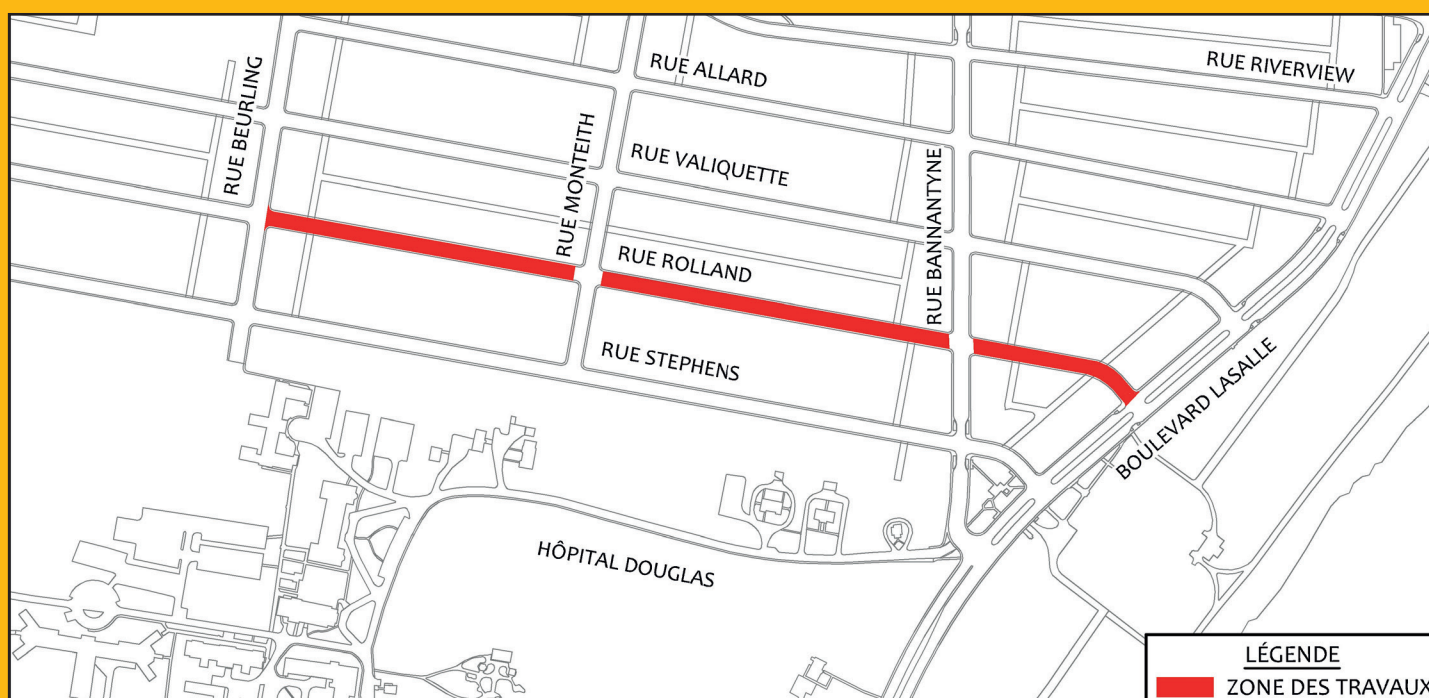 RUE ALLARD
RUE RIVERVIEW
RUE BEURLING
RUE MONTEITH
RUE VALIQUETTE
RUE BANNANTYNE
RUE ROLLAND
RUE STEPHENS
BOULEVARD LASALLE
HÔPITAL DOUGLAS
LÉGENDE
ZONE DES TRAVAUX